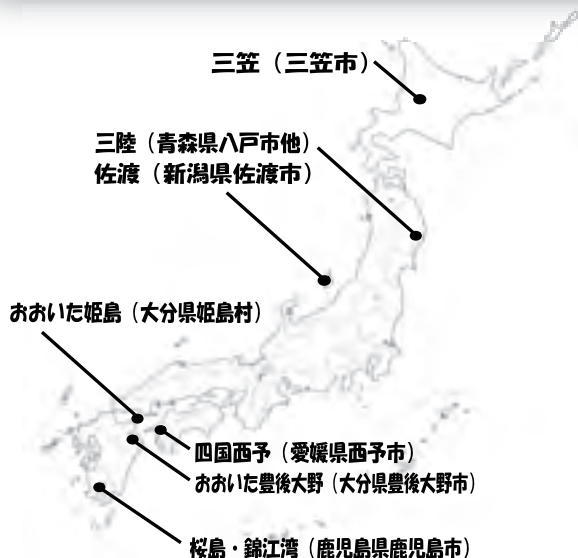 三笠（三笠市）
三陸（青森県八戸市他）
佐渡（新潟県佐渡市）
おおいた姫島（大分県姫島村）
四国西予（愛媛県西予市）
おおいた豊後大野（大分県豊後大野市）
桜島・錦江湾（鹿児島県鹿児島市）